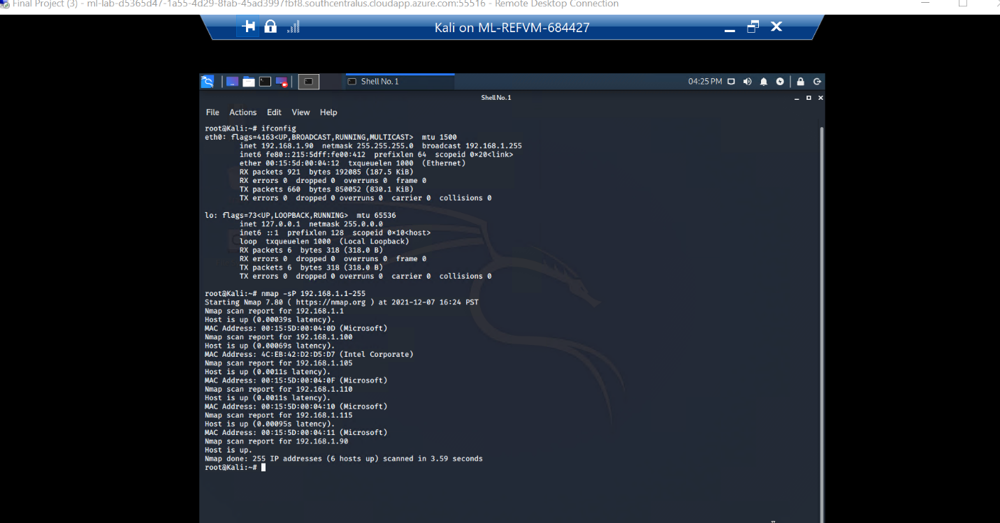 Final Project (3) - ml-lab-d5365d47-1a55-4d29-8fab-45ad3997fbf8.southcentralus.cloudapp.azure.com:55516 - Remote Desktop Connection
Kali on ML-REFVM-684427
Shell No. 1
04:25 PM
Shell No. 1
File Actions Edit View Help
root@Kali:~# ifconfig
eth0: flags=4163<UP,BROADCAST,RUNNING,MULTICAST>  mtu 1500
inet 192.168.1.90  netmask 255.255.255.0  broadcast 192.168.1.255
inet6 fe80::215:5dff:fe00:412  prefixlen 64  scopeid 0×20<link>
ether 00:15:5d:00:04:12  txqueuelen 1000  (Ethernet)
RX packets 921  bytes 192085 (187.5 KiB)
RX errors 0  dropped 0  overruns 0  frame 0
TX packets 660  bytes 850052 (830.1 KiB)
TX errors 0  dropped 0 overruns 0  carrier 0  collisions 0
lo: flags=73<UP,LOOPBACK,RUNNING>  mtu 65536
inet 127.0.0.1  netmask 255.0.0.0
inet6 ::1  prefixlen 128  scopeid 0×10<host>
loop  txqueuelen 1000  (Local Loopback)
RX packets 6  bytes 318 (318.0 B)
RX errors 0  dropped 0  overruns 0  frame 0
TX packets 6  bytes 318 (318.0 B)
TX errors 0  dropped 0 overruns 0  carrier 0  collisions 0
root@Kali:~# nmap -sP 192.168.1.1-255
Starting Nmap 7.80 ( https://nmap.org ) at 2021-12-07 16:24 PST
Nmap scan report for 192.168.1.1
Host is up (0.00039s latency).
MAC Address: 00:15:5D:00:04:0D (Microsoft)
Nmap scan report for 192.168.1.100
Host is up (0.00069s latency).
MAC Address: 4C:EB:42:D2:D5:D7 (Intel Corporate)
Nmap scan report for 192.168.1.105
Host is up (0.0011s latency).
MAC Address: 00:15:5D:00:04:0F (Microsoft)
Nmap scan report for 192.168.1.110
Host is up (0.0011s latency).
MAC Address: 00:15:5D:00:04:10 (Microsoft)
Nmap scan report for 192.168.1.115
Host is up (0.00095s latency).
MAC Address: 00:15:5D:00:04:11 (Microsoft)
Nmap scan report for 192.168.1.90
Host is up.
Nmap done: 255 IP addresses (6 hosts up) scanned in 3.59 seconds
root@Kali:~#